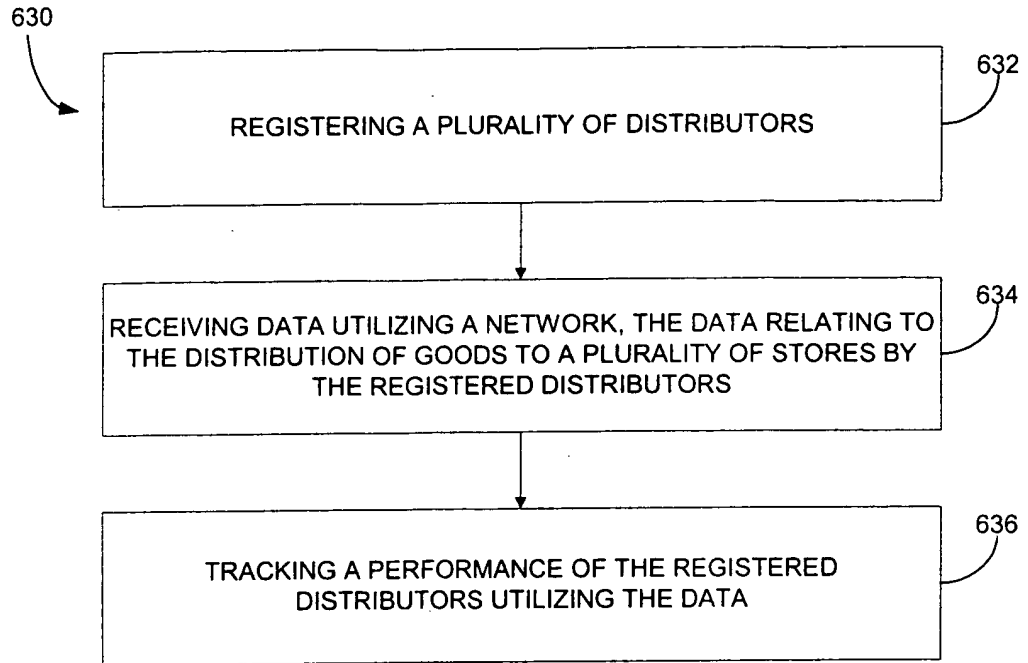 630
632
REGISTERING A PLURALITY OF DISTRIBUTORS
634
RECEIVING DATA UTILIZING A NETWORK, THE DATA RELATING TO
THE DISTRIBUTION OF GOODS TO A PLURALITY OF STORES BY
THE REGISTERED DISTRIBUTORS
636
TRACKING A PERFORMANCE OF THE REGISTERED
DISTRIBUTORS UTILIZING THE DATA